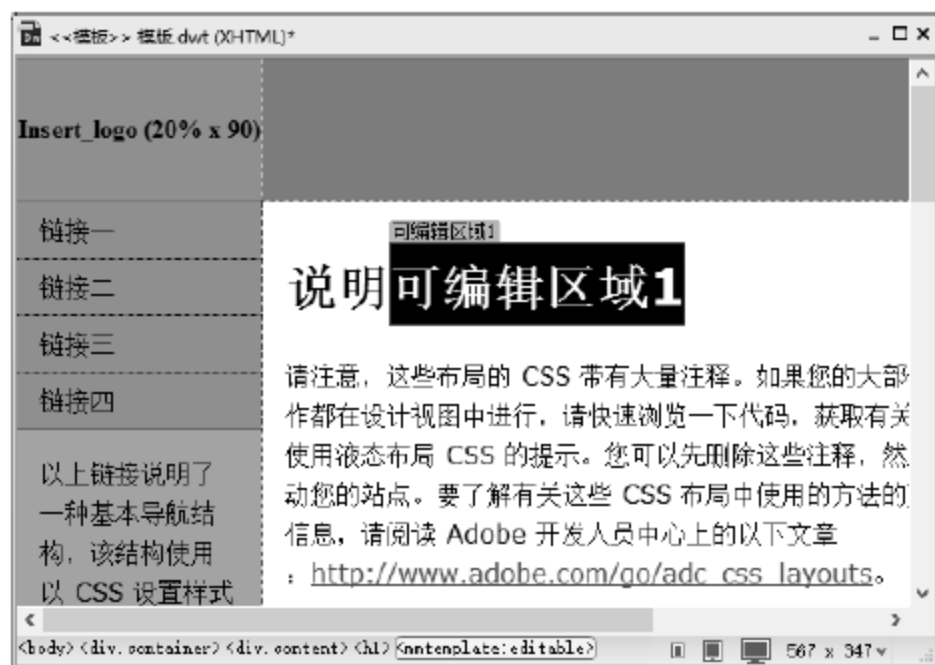 <<模板>> 模板.dwt (XHTML)*
Insert_logo (20% x 90)
链接一
链接二
链接三
链接四
以上链接说明了
一种基本导航结
构，该结构使用
以 CSS 设置样式
可编辑区域1
说明可编辑区域1
请注意，这些布局的 CSS 带有大量注释。如果您的大部
作都在设计视图中进行，请快速浏览一下代码，获取有关
使用液态布局 CSS 的提示。您可以先删除这些注释，然
动您的站点。要了解有关这些 CSS 布局中使用的方法的
信息，请阅读 Adobe 开发人员中心上的以下文章
：http://www.adobe.com/go/adc_css_layouts。
<body> <div.container> <div.content> <h1> <mmtemplate:editable>
567 x 347